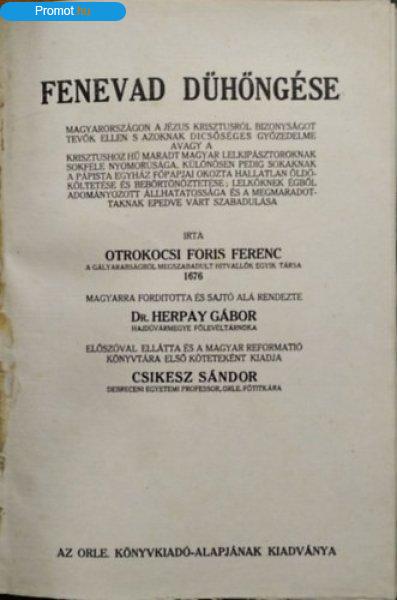 Promot.hu
FENEVAD DÜHÖNGÉSE
MAGYARORSZÁGON A JÉZUS KRISZTUSRÓL BIZONYSÁGOT
TEVŐK ELLEN S AZOKNAK DICSŐSÉGES GYŐZEDELME
AVAGY A
KRISZTUSHOZ HŰ MARADT MAGYAR LELKIPÁSZTOROKNAK
SOKFÉLE NYOMORUSÁGA, KÜLÖNÖSEN PEDIG SOKAKNAK
A PÁPISTA EGYHÁZ FŐPAPJAI OKOZTA HALLATLAN ÜLDÖ-
KÖLTETÉSE ÉS BEBÖRTÖNÖZTETÉSE; LELKÖKNEK ÉGBŐL
ADOMÁNYOZOTT ÁLLHATATOSSÁGA ÉS A MEGMARADOT-
TAKNAK EPEDVE VÁRT SZABADULÁSA
IRTA
OTROKOCSI FORIS FERENC
A GÁLYARABSÁGBÓL MEGSZABADULT HITVALLÓK EGYIK TÁRSA
1676
MAGYARRA FORDITOTTA ÉS SAJTÓ ALÁ RENDEZTE
DR. HERPAY GÁBOR
HAJDÚVÁRMEGYE FŐLEVÉLTÁRNOKA
ELŐSZÓVAL ELLÁTTA ÉS A MAGYAR REFORMATIÓ
KÖNYVTÁRA ELSŐ KÖTETEKÉNT KIADJA
CSIKESZ SÁNDOR
DEBRECENI EGYETEMI PROFESSOR, ORLE. FŐTITKÁRA
AZ ORLE. KÖNYVKIADÓ-ALAPJÁNAK KIADVÁNYA